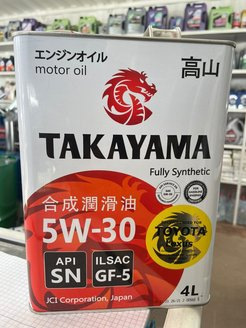 エンジンオイル
motor oil
高山
TAKAYAMA
Fully Synthetic
合成潤滑油
5W-30
API
SN
ILSAC
GF-5
TOYOTA
Lexus
JCI Corporation, Japan
4L